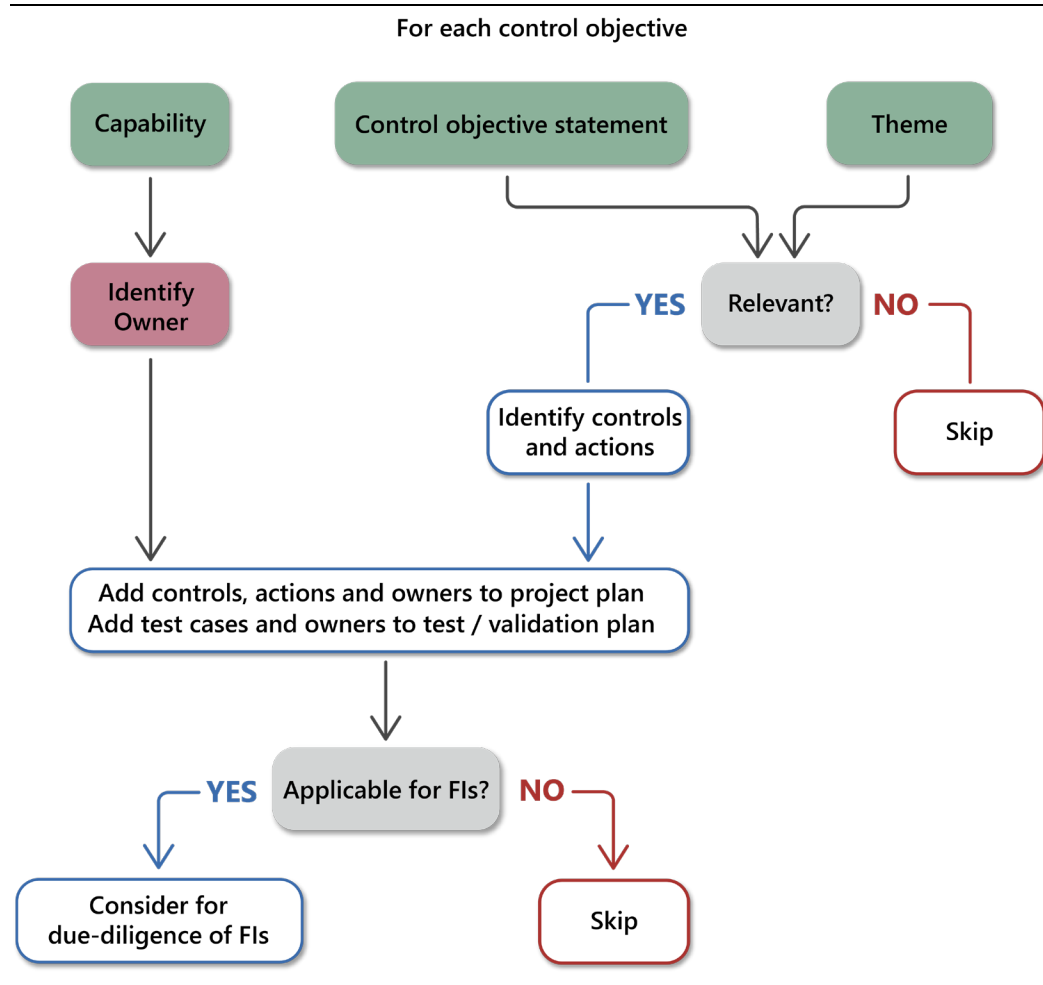 For each control objective
Capability
Control objective statement
Theme
Identify
Owner
YES
Relevant?
NO
Identify controls
and actions
Skip
Add controls, actions and owners to project plan
Add test cases and owners to test / validation plan
YES
Applicable for FIs?
NO
Consider for
due-diligence of FIs
Skip